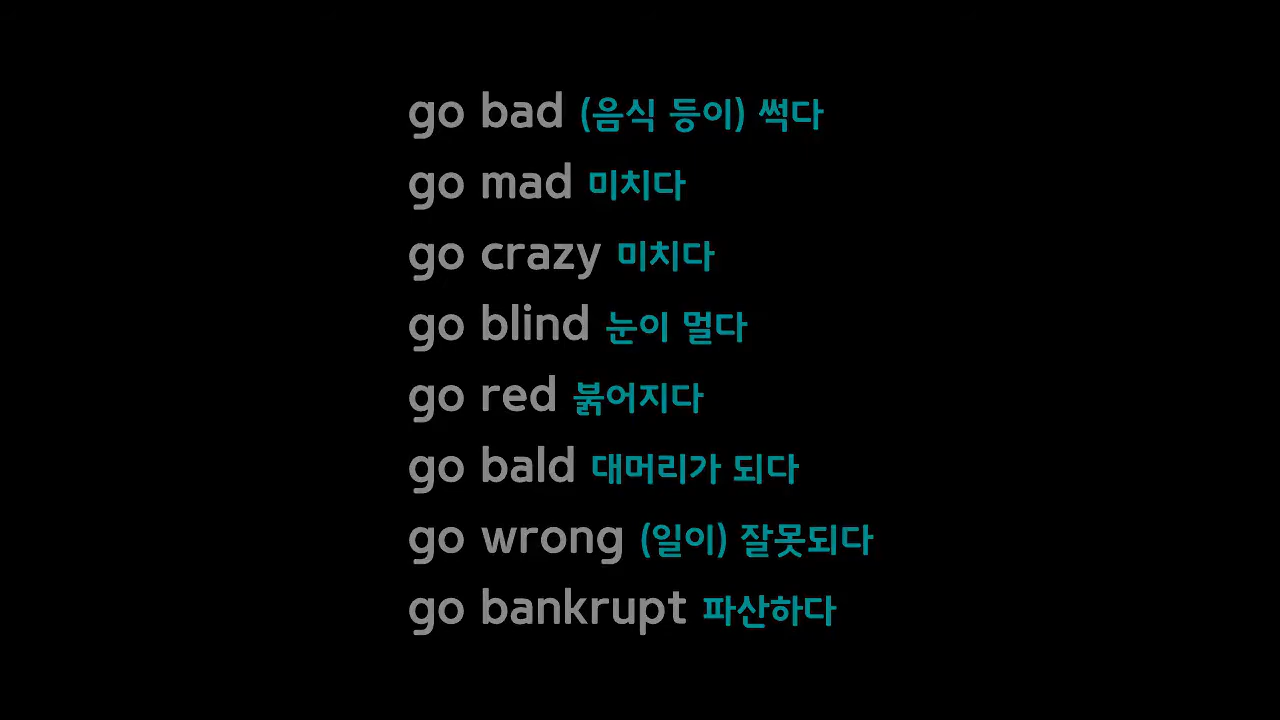 go bad (음식 등이) 썩다
go mad 미치다
go crazy 미치다
go blind 눈이 멀다
go red 붉어지다
go bald 대머리가 되다
go wrong (일이) 잘못되다
go bankrupt 파산하다